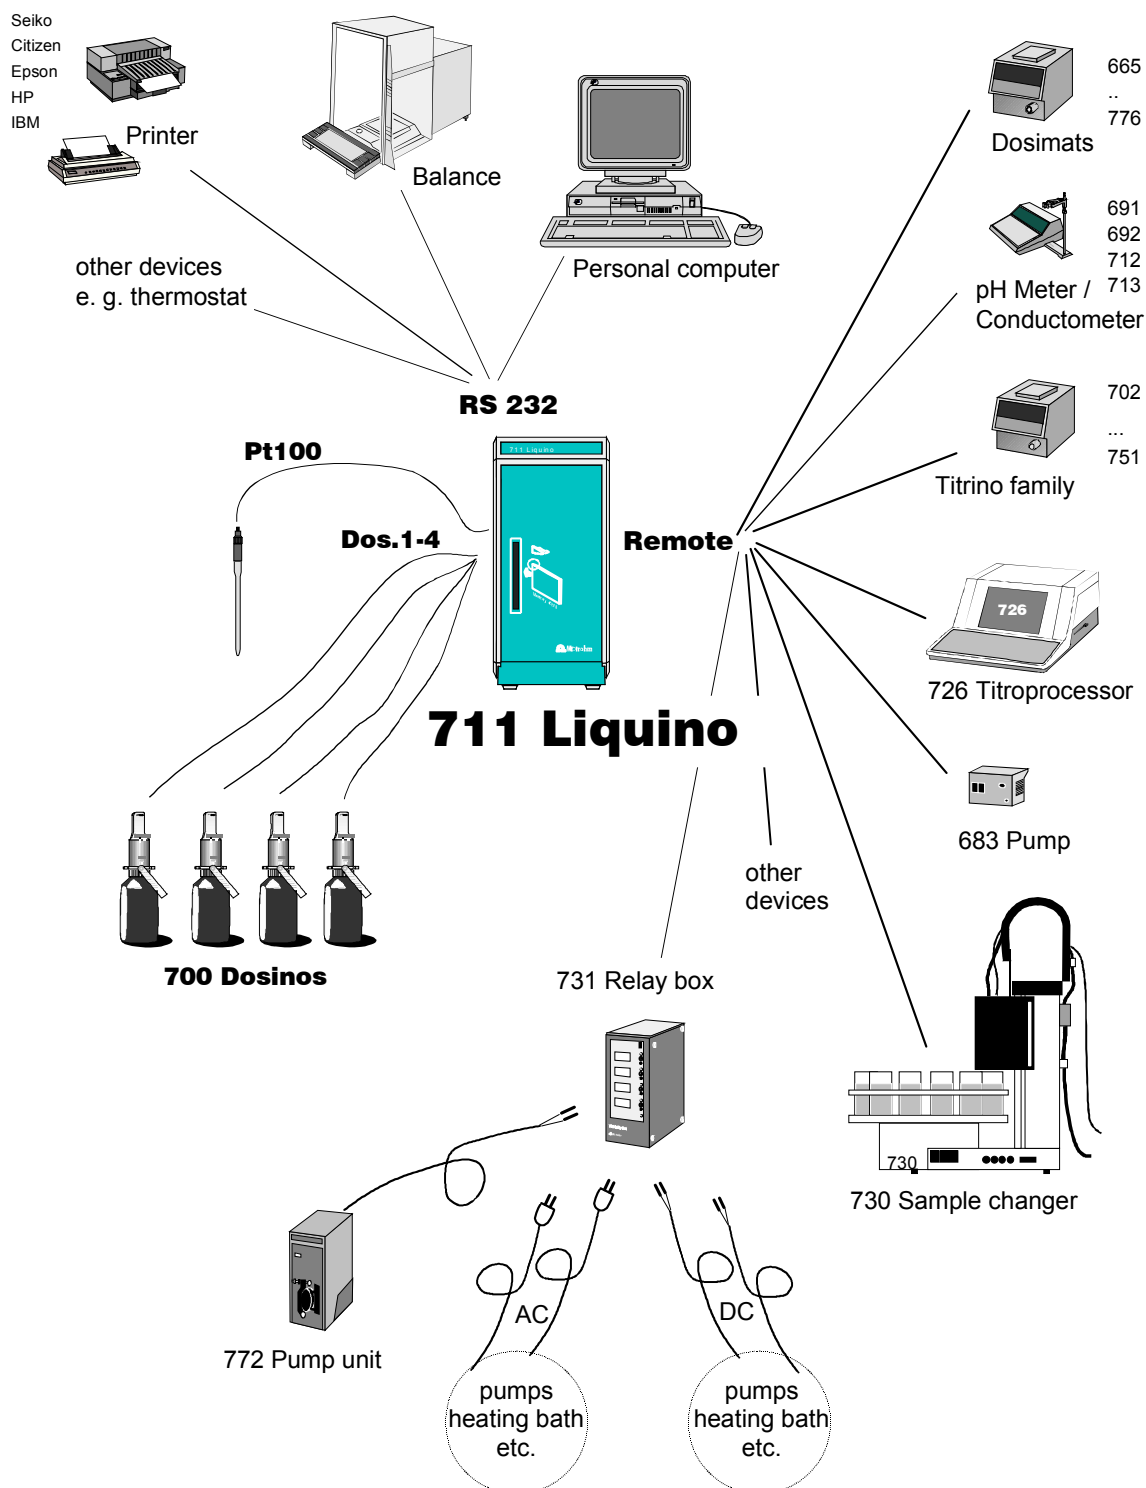 Seiko
Citizen
Epson
HP
IBM
Printer
Balance
Personal computer
other devices
e. g. thermostat
RS 232
665
..
776
Dosimats
691
692
712
713
pH Meter /
Conductometer
702
...
751
Titrino family
Pt100
Dos.1-4
711 Liquino
Remote
726
726 Titroprocessor
711 Liquino
683 Pump
other
devices
700 Dosinos
731 Relay box
730
730 Sample changer
772 Pump unit
AC
DC
pumps
heating bath
etc.
pumps
heating bath
etc.